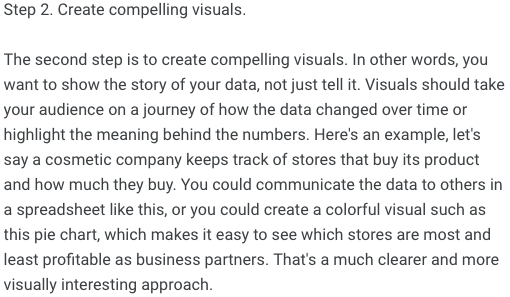 Step 2. Create compelling visuals.
The second step is to create compelling visuals. In other words, you
want to show the story of your data, not just tell it. Visuals should take
your audience on a journey of how the data changed over time or
highlight the meaning behind the numbers. Here's an example, let's
say a cosmetic company keeps track of stores that buy its product
and how much they buy. You could communicate the data to others in
a spreadsheet like this, or you could create a colorful visual such as
this pie chart, which makes it easy to see which stores are most and
least profitable as business partners. That's a much clearer and more
visually interesting approach.